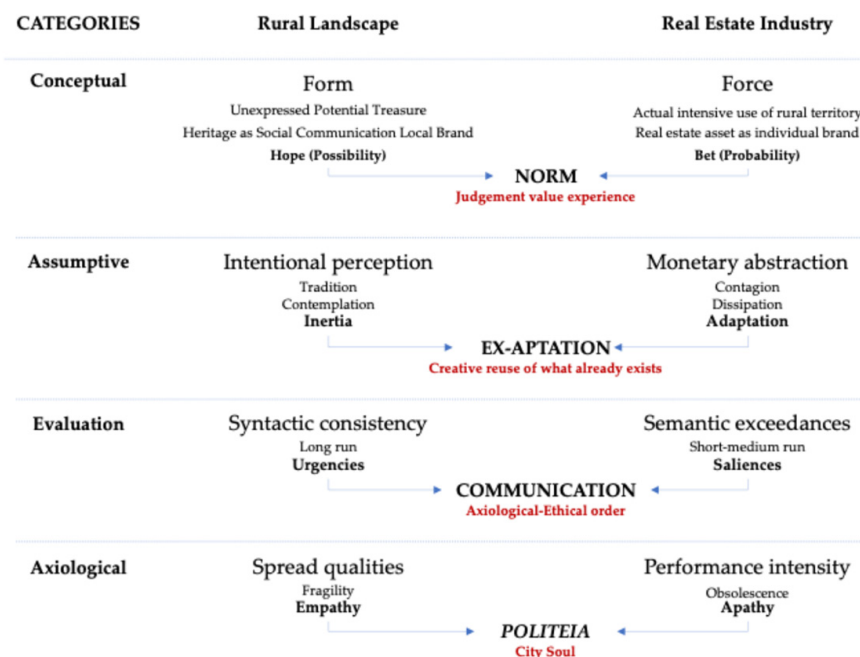 CATEGORIES Rural Landscape Real Estate Industry
Conceptual Form Force
Unexpressed Potential Treasure Actual intensive use of rural territory
Heritage as Social Communication Local Brand Real estate asset as individual brand
Hope (Possibility) Bet (Probability)
NORM
Judgement value experience
Assumptive Intentional perception Monetary abstraction
Tradition Contagion
Contemplation Dissipation
Inertia Adaptation
EX-APTATION
Creative reuse of what already exists
Evaluation Syntactic consistency Semantic exceedances
Long run Short-medium run
Urgencies Saliences
COMMUNICATION
Axiological-Ethical order
Axiological Spread qualities Performance intensity
Fragility Obsolescence
Empathy Apathy
POLITEIA
City Soul